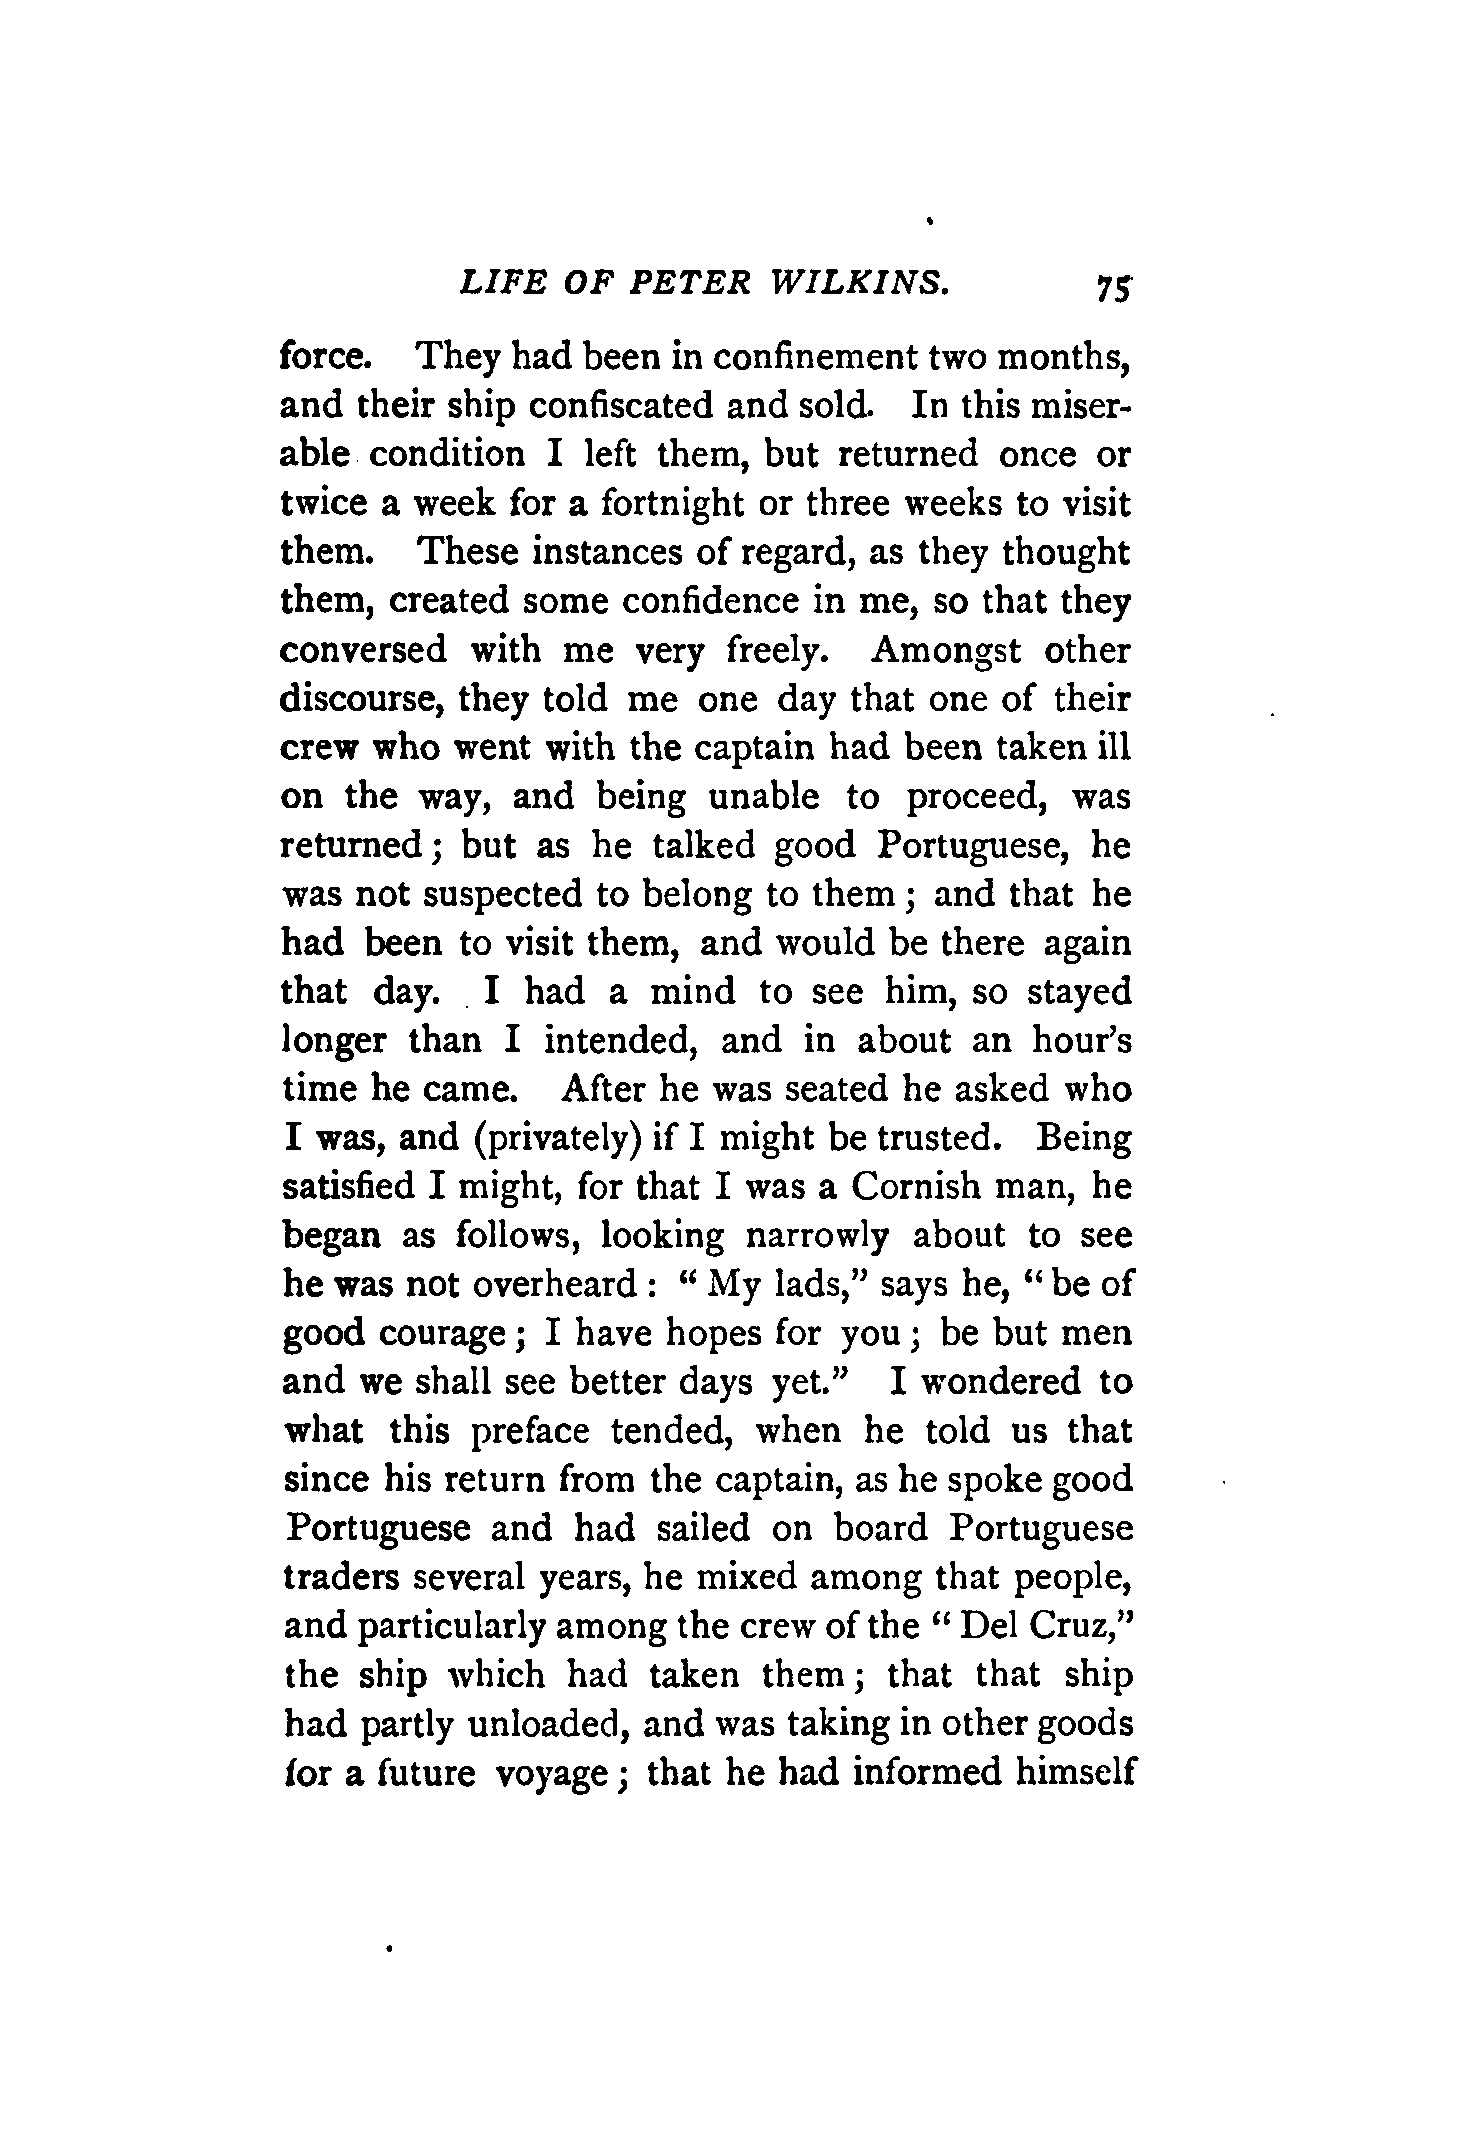 LIFE OF PETER WILKINS. 75
force. They had been in confinement two months,
and their ship confiscated and sold. In this miser-
able condition I left them, but returned once or
twice a week for a fortnight or three weeks to visit
them. These instances of regard, as they thought
them, created some confidence in me, so that they
conversed with me very freely. Amongst other
discourse, they told me one day that one of their
crew who went with the captain had been taken ill
on the way, and being unable to proceed, was
returned; but as he talked good Portuguese, he
was not suspected to belong to them; and that he
had been to visit them, and would be there again
that day. I had a mind to see him, so stayed
longer than I intended, and in about an hour's
time he came. After he was seated he asked who
I was, and (privately) if I might be trusted. Being
satisfied I might, for that I was a Cornish man, he
began as follows, looking narrowly about to see
he was not overheard: "My lads," says he, "be of
good courage; I have hopes for you; be but men
and we shall see better days yet." I wondered to
what this preface tended, when he told us that
since his return from the captain, as he spoke good
Portuguese and had sailed on board Portuguese
traders several years, he mixed among that people,
and particularly among the crew of the "Del Cruz,"
the ship which had taken them; that that ship
had partly unloaded, and was taking in other goods
for a future voyage; that he had informed himself